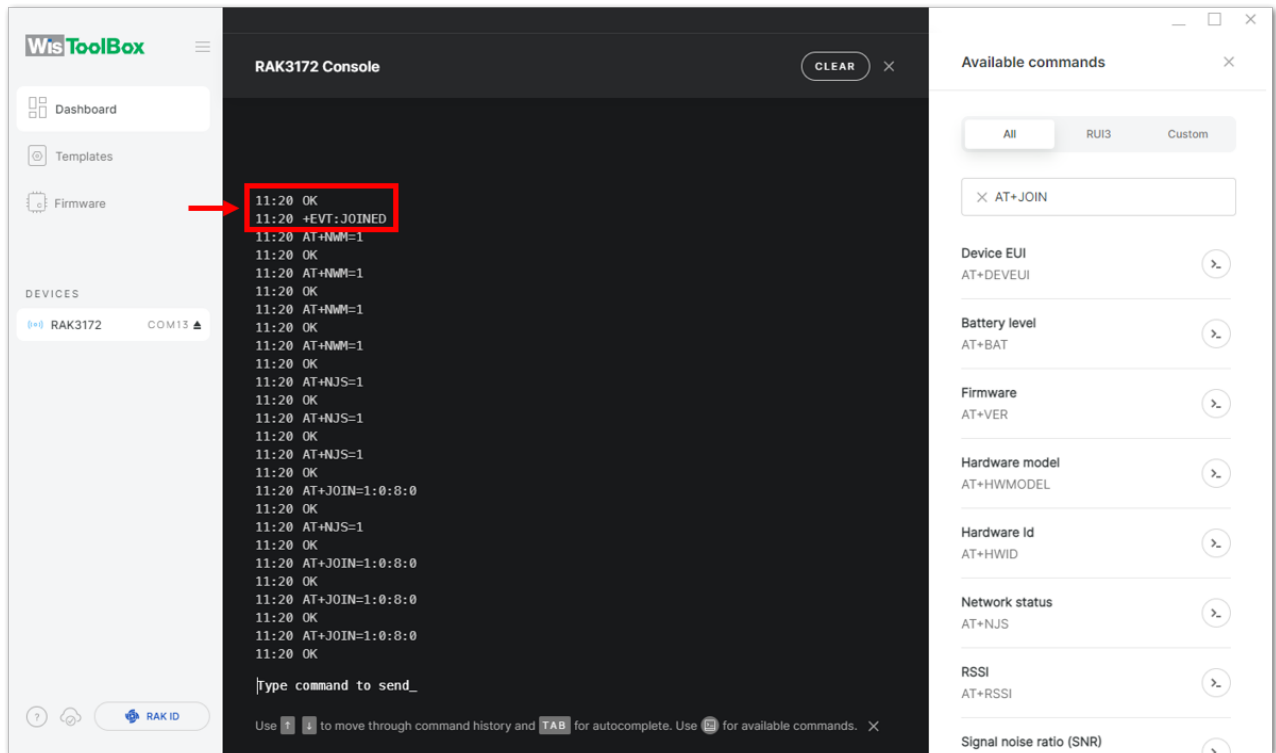 WisToolBox
Dashboard
Templates
Firmware
DEVICES
RAK3172 COM13
? RAK ID
RAK3172 Console
CLEAR
11:20 OK
11:20 +EVT:JOINED
11:20 AT+NWM=1
11:20 OK
11:20 AT+NWM=1
11:20 OK
11:20 AT+NWM=1
11:20 OK
11:20 AT+NWM=1
11:20 OK
11:20 AT+NJS=1
11:20 OK
11:20 AT+NJS=1
11:20 OK
11:20 AT+NJS=1
11:20 OK
11:20 AT+JOIN=1:0:8:0
11:20 OK
11:20 AT+NJS=1
11:20 OK
11:20 AT+JOIN=1:0:8:0
11:20 OK
11:20 AT+JOIN=1:0:8:0
11:20 OK
11:20 AT+JOIN=1:0:8:0
11:20 OK
Type command to send_
Use ↑ ↓ to move through command history and TAB for autocomplete. Use for available commands.
Available commands
All RUI3 Custom
AT+JOIN
Device EUI
AT+DEVEUI
Battery level
AT+BAT
Firmware
AT+VER
Hardware model
AT+HWMODEL
Hardware Id
AT+HWID
Network status
AT+NJS
RSSI
AT+RSSI
Signal noise ratio (SNR)